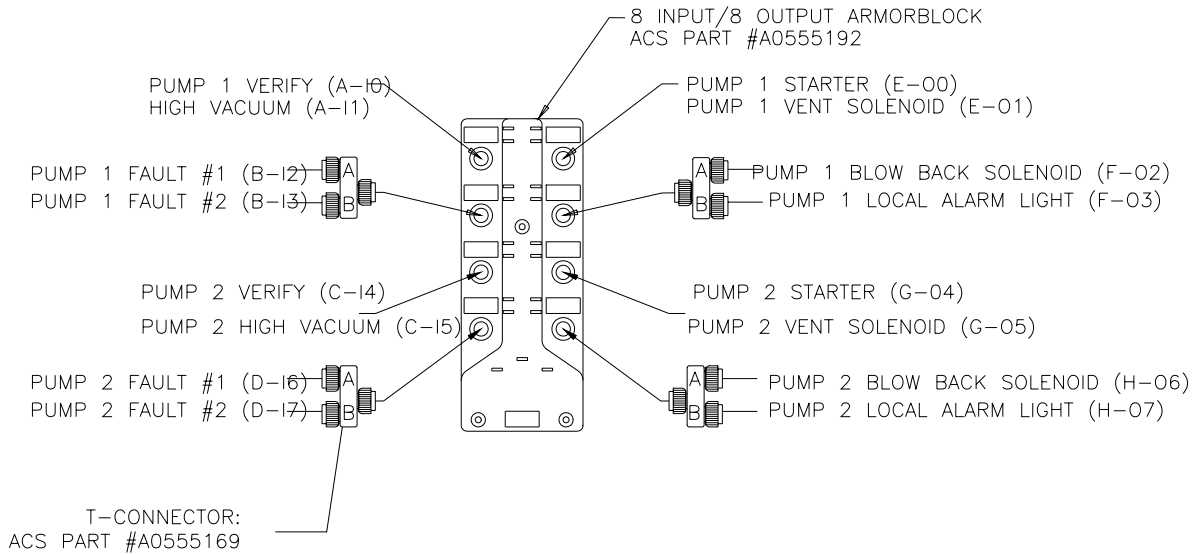 8 INPUT/8 OUTPUT ARMORBLOCK
ACS PART #A0555192
PUMP 1 VERIFY (A-I0)
HIGH VACUUM (A-I1)
PUMP 1 STARTER (E-O0)
PUMP 1 VENT SOLENOID (E-O1)
PUMP 1 FAULT #1 (B-I2)
PUMP 1 FAULT #2 (B-I3)
A
B
A
B
PUMP 1 BLOW BACK SOLENOID (F-O2)
PUMP 1 LOCAL ALARM LIGHT (F-O3)
PUMP 2 VERIFY (C-I4)
PUMP 2 HIGH VACUUM (C-I5)
PUMP 2 STARTER (G-O4)
PUMP 2 VENT SOLENOID (G-O5)
PUMP 2 FAULT #1 (D-I6)
PUMP 2 FAULT #2 (D-I7)
A
B
A
B
PUMP 2 BLOW BACK SOLENOID (H-O6)
PUMP 2 LOCAL ALARM LIGHT (H-O7)
T-CONNECTOR:
ACS PART #A0555169